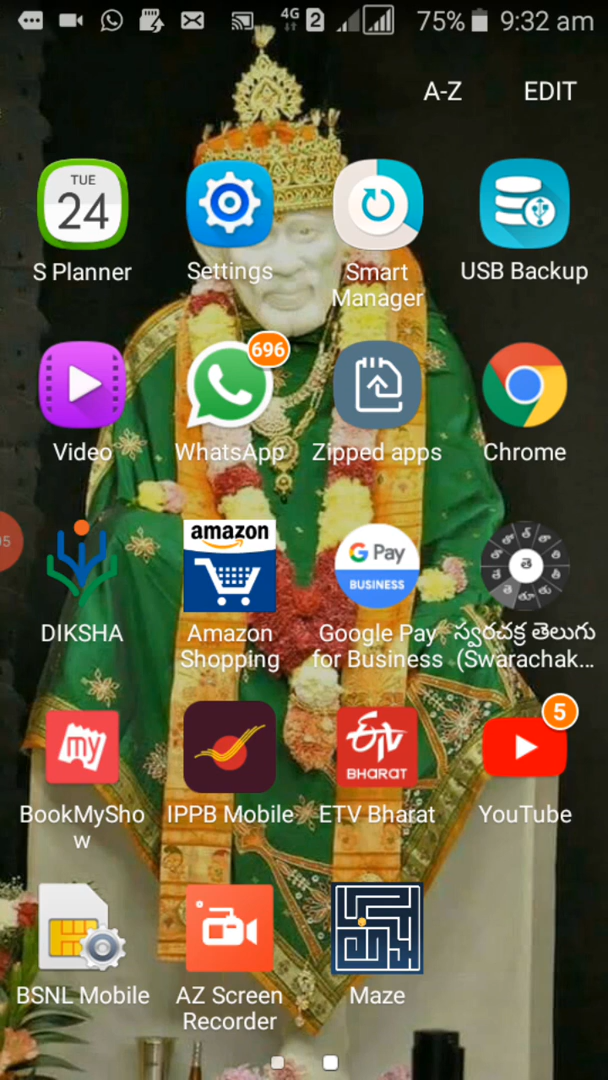 4G 2 75% 9:32 am
A-Z EDIT
TUE
24
S Planner Settings Smart Manager USB Backup
696
Video WhatsApp Zipped apps Chrome
amazon
G Pay
BUSINESS
తె
DIKSHA Amazon Shopping Google Pay for Business స్వరచక్ర తెలుగు (Swarachak...
my
ETV
BHARAT
5
BookMyShow IPPB Mobile ETV Bharat YouTube
BSNL Mobile AZ Screen Recorder Maze